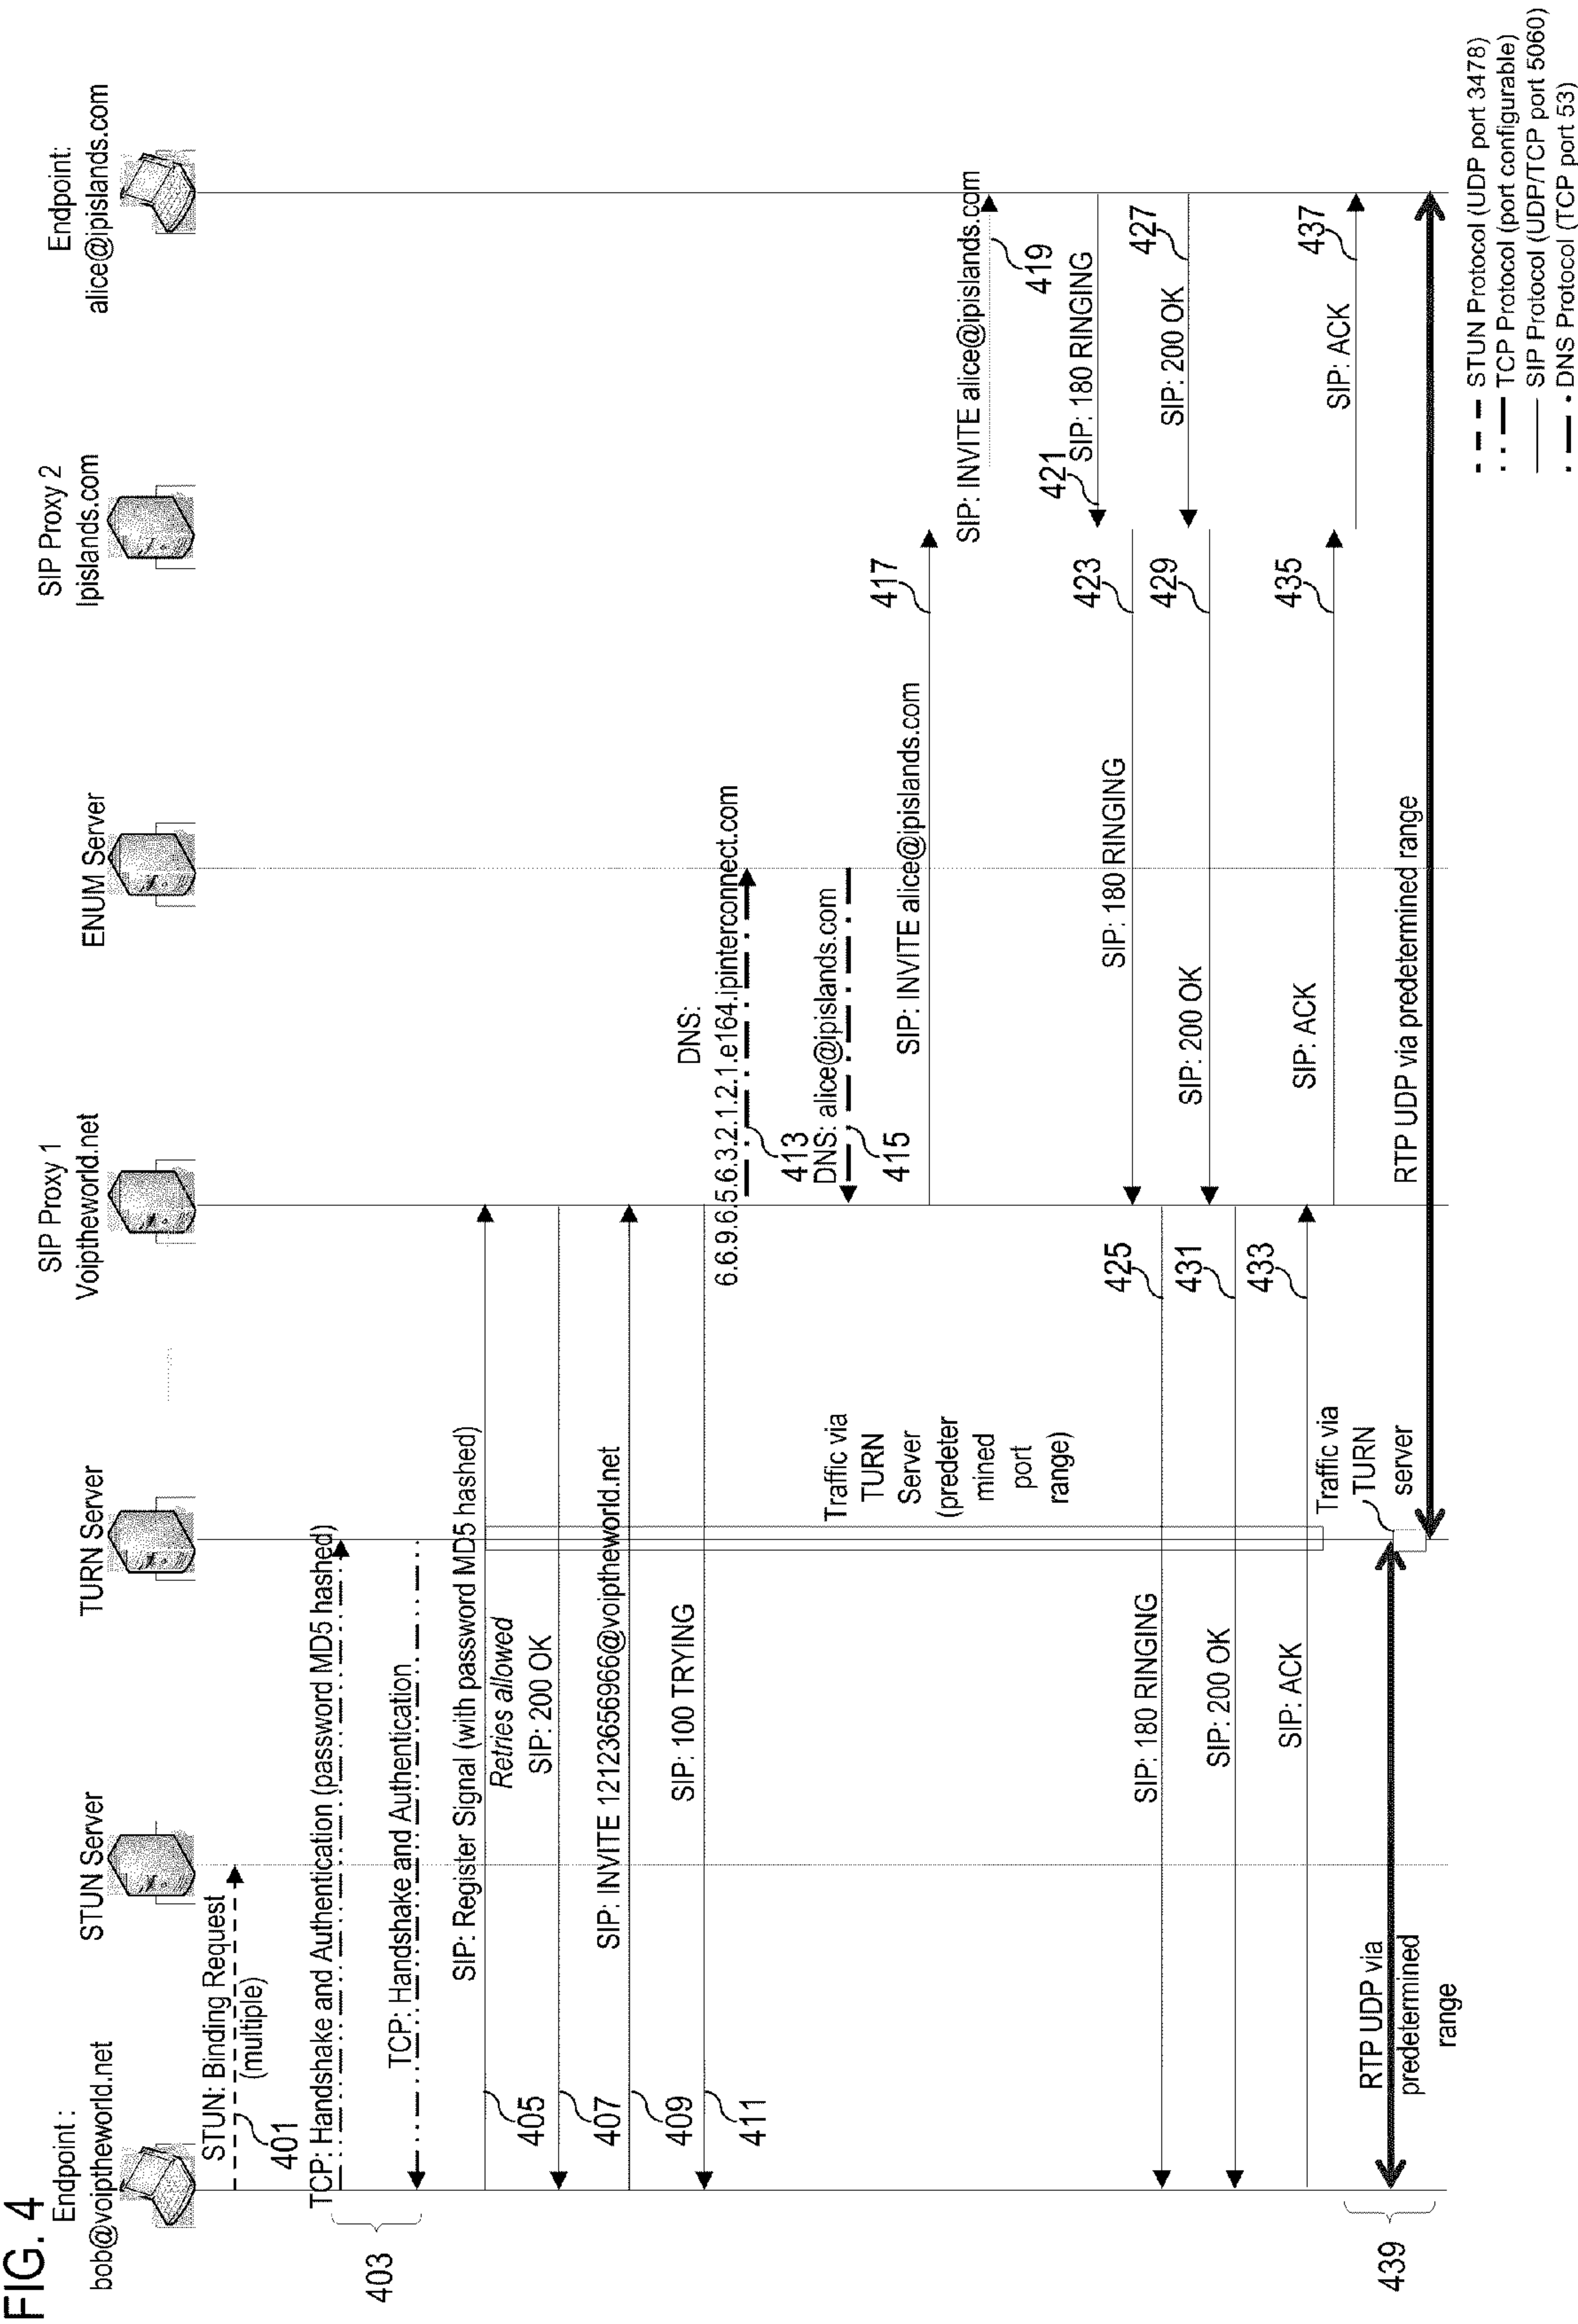 FIG. 4
Endpoint :
bob@voiptheworld.net
STUN Server
TURN Server
SIP Proxy 1
Voiptheworld.net
ENUM Server
SIP Proxy 2
Ipislands.com
Endpoint:
alice@ipislands.com
STUN: Binding Request
(multiple)
401
TCP: Handshake and Authentication (password MD5 hashed)
TCP: Handshake and Authentication
403
SIP: Register Signal (with password MD5 hashed)
405
Retries allowed
SIP: 200 OK
407
SIP: INVITE 12123656966@voiptheworld.net
409
SIP: 100 TRYING
411
DNS:
6.6.9.6.5.6.3.2.1.2.1.e164.ipinterconnect.com
413
DNS: alice@ipislands.com
415
Traffic via
TURN
Server
(predeter
mined
port
range)
SIP: INVITE alice@ipislands.com
417
SIP: INVITE alice@ipislands.com
419
421
SIP: 180 RINGING
SIP: 180 RINGING
423
SIP: 180 RINGING
425
SIP: 200 OK
427
SIP: 200 OK
429
SIP: 200 OK
431
SIP: ACK
433
SIP: ACK
435
SIP: ACK
437
Traffic via
TURN
server
RTP UDP via
predetermined
range
RTP UDP via predetermined range
439
STUN Protocol (UDP port 3478)
TCP Protocol (port configurable)
SIP Protocol (UDP/TCP port 5060)
DNS Protocol (TCP port 53)